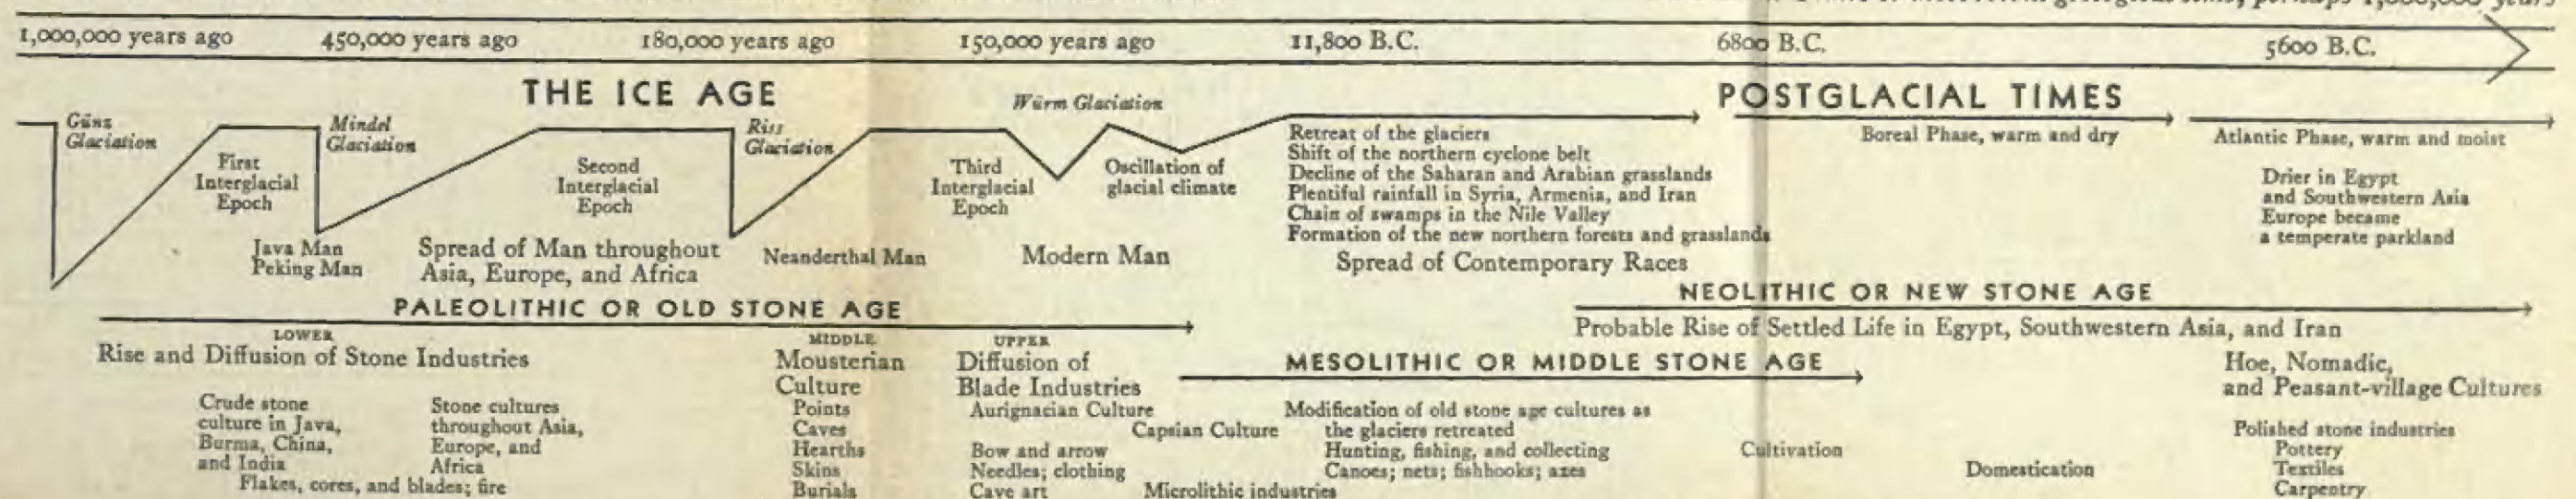 perhaps 1,000,000 years
1,000,000 years ago
450,000 years ago
180,000 years ago
150,000 years ago
11,800 B.C.
6800 B.C.
5600 B.C.
THE ICE AGE
POSTGLACIAL TIMES
Günz
Glaciation
First
Interglacial
Epoch
Mindel
Glaciation
Second
Interglacial
Epoch
Riss
Glaciation
Third
Interglacial
Epoch
Würm Glaciation
Oscillation of
glacial climate
Retreat of the glaciers
Shift of the northern cyclone belt
Decline of the Saharan and Arabian grasslands
Plentiful rainfall in Syria, Armenia, and Iran
Chain of swamps in the Nile Valley
Formation of the new northern forests and grasslands
Boreal Phase, warm and dry
Atlantic Phase, warm and moist
Drier in Egypt
and Southwestern Asia
Europe became
a temperate parkland
Java Man
Peking Man
Spread of Man throughout
Asia, Europe, and Africa
Neanderthal Man
Modern Man
Spread of Contemporary Races
PALEOLITHIC OR OLD STONE AGE
NEOLITHIC OR NEW STONE AGE
Probable Rise of Settled Life in Egypt, Southwestern Asia, and Iran
LOWER
Rise and Diffusion of Stone Industries
Crude stone
culture in Java,
Burma, China,
and India
Stone cultures
throughout Asia,
Europe, and
Africa
Flakes, cores, and blades; fire
MIDDLE
Mousterian
Culture
Points
Caves
Hearths
Skins
Burials
UPPER
Diffusion of
Blade Industries
Aurignacian Culture
Capsian Culture
Bow and arrow
Needles; clothing
Cave art
Microlithic industries
MESOLITHIC OR MIDDLE STONE AGE
Modification of old stone age cultures as
the glaciers retreated
Hunting, fishing, and collecting
Canoes; nets; fishhooks; axes
Cultivation
Domestication
Hoe, Nomadic,
and Peasant-village Cultures
Polished stone industries
Pottery
Textiles
Carpentry